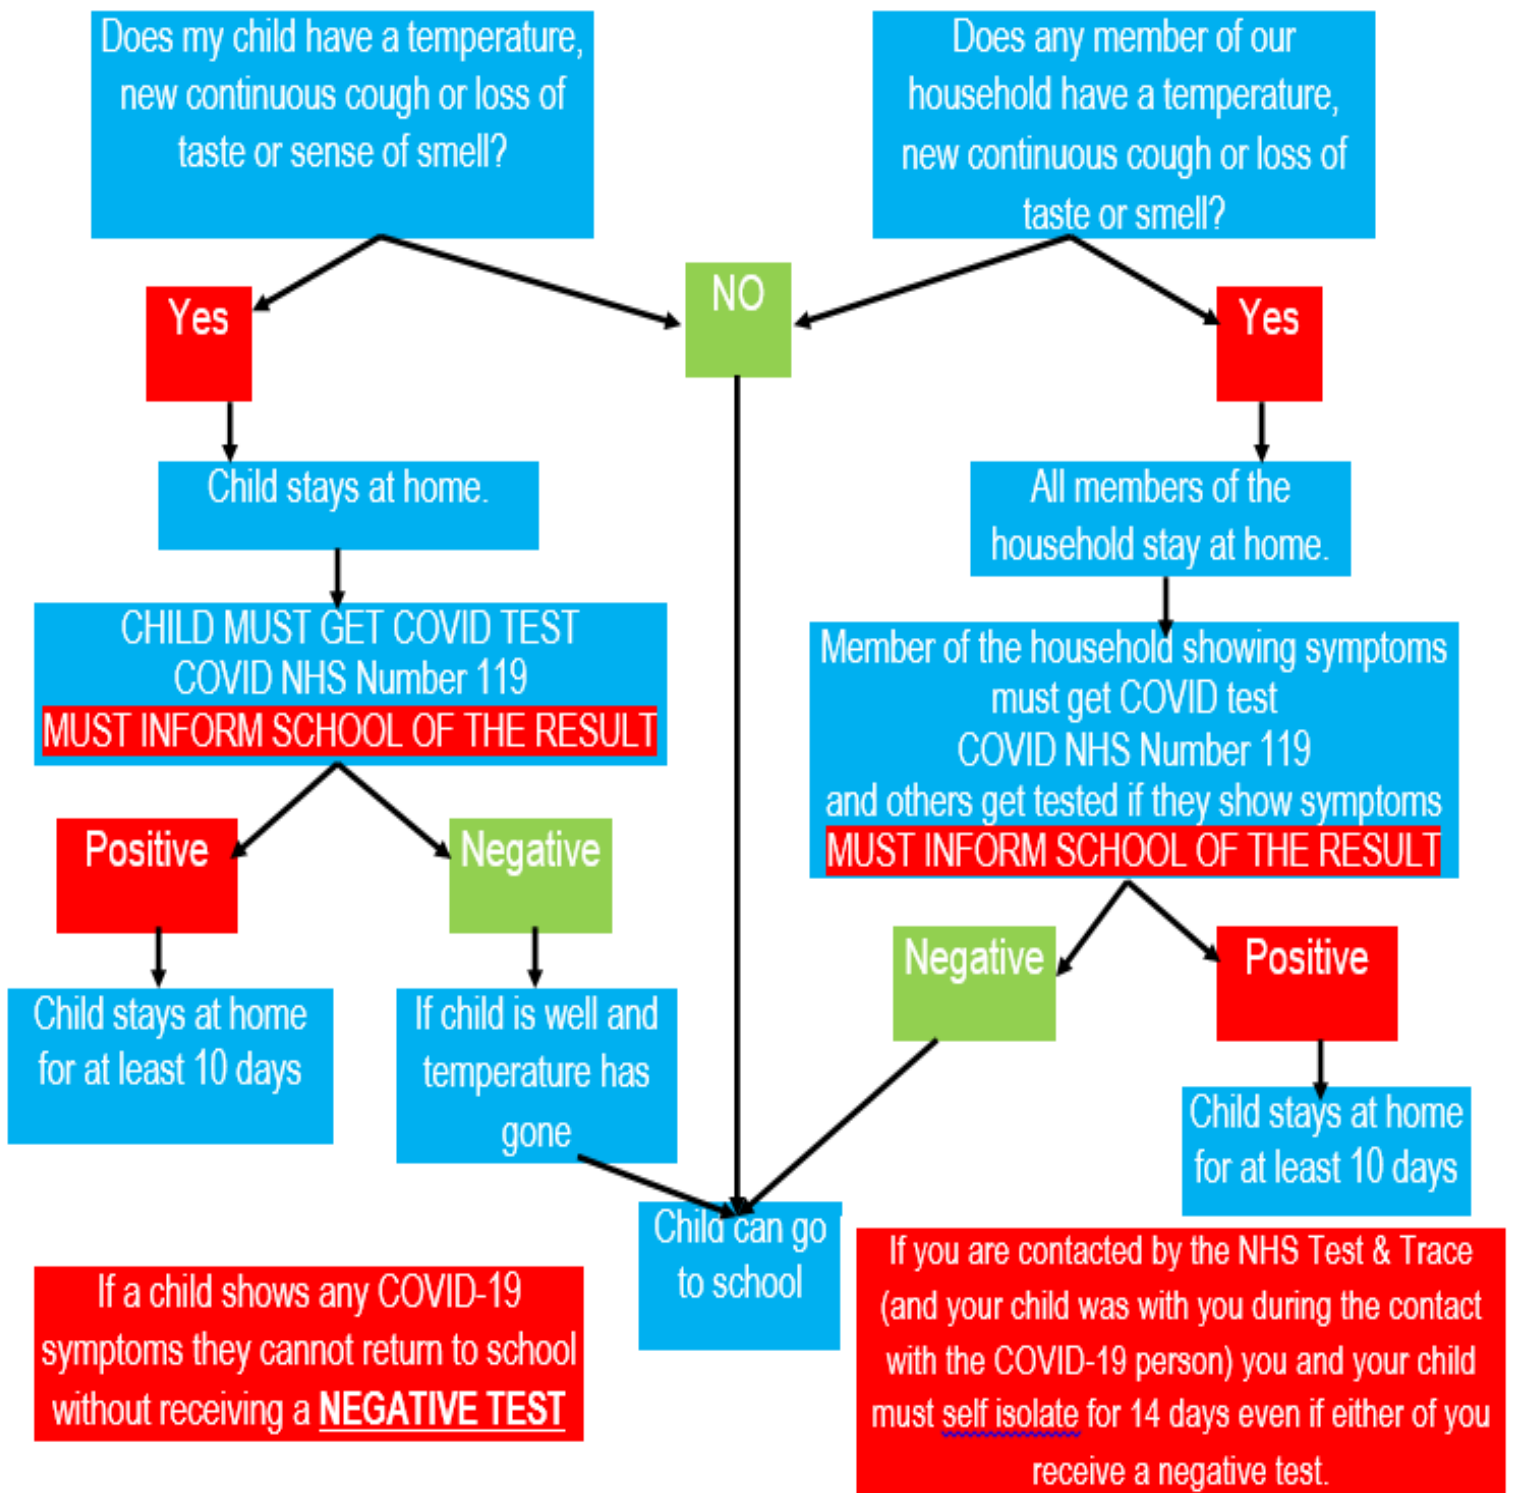 Does my child have a temperature,
new continuous cough or loss of
taste or sense of smell?
Does any member of our
household have a temperature,
new continuous cough or loss of
taste or smell?
Yes
NO
Yes
Child stays at home.
All members of the
household stay at home.
CHILD MUST GET COVID TEST
COVID NHS Number 119
MUST INFORM SCHOOL OF THE RESULT
Member of the household showing symptoms
must get COVID test
COVID NHS Number 119
and others get tested if they show symptoms
MUST INFORM SCHOOL OF THE RESULT
Positive
Negative
Negative
Positive
Child stays at home
for at least 10 days
If child is well and
temperature has
gone
Child stays at home
for at least 10 days
Child can go
to school
If a child shows any COVID-19
symptoms they cannot return to school
without receiving a NEGATIVE TEST
If you are contacted by the NHS Test & Trace
(and your child was with you during the contact
with the COVID-19 person) you and your child
must self isolate for 14 days even if either of you
receive a negative test.